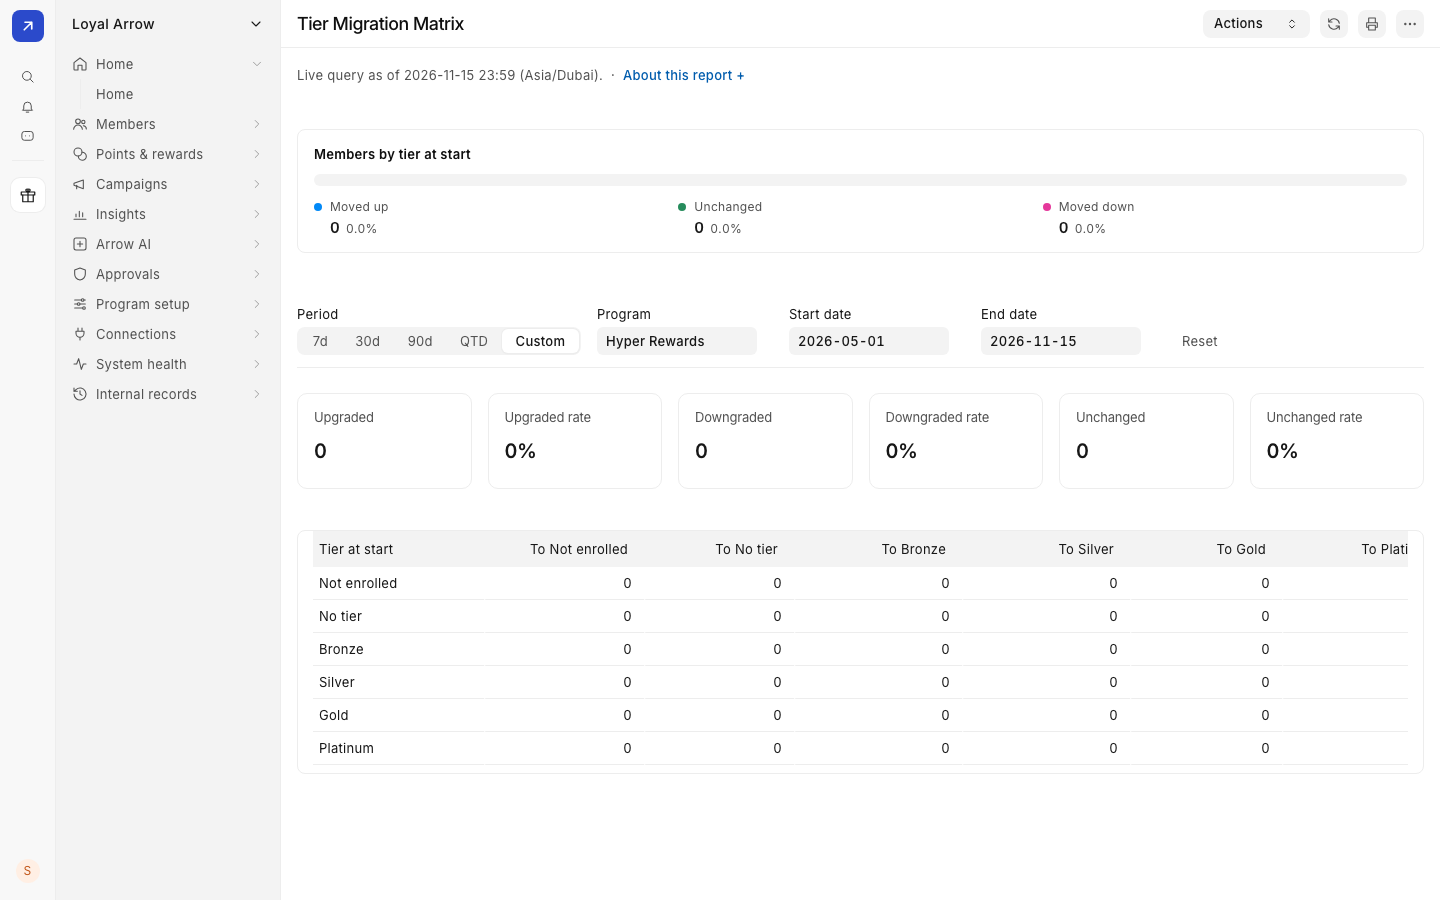 Loyal Arrow
Home
Home
Members
Points & rewards
Campaigns
Insights
Arrow AI
Approvals
Program setup
Connections
System health
Internal records
S
Tier Migration Matrix
Actions
Live query as of 2026-11-15 23:59 (Asia/Dubai). · About this report +
Members by tier at start
Moved up Unchanged Moved down
0 0.0% 0 0.0% 0 0.0%
Period Program Start date End date
7d 30d 90d QTD Custom Hyper Rewards 2026-05-01 2026-11-15 Reset
Upgraded Upgraded rate Downgraded Downgraded rate Unchanged Unchanged rate
0 0% 0 0% 0 0%
Tier at start To Not enrolled To No tier To Bronze To Silver To Gold To Plati
Not enrolled 0 0 0 0 0
No tier 0 0 0 0 0
Bronze 0 0 0 0 0
Silver 0 0 0 0 0
Gold 0 0 0 0 0
Platinum 0 0 0 0 0